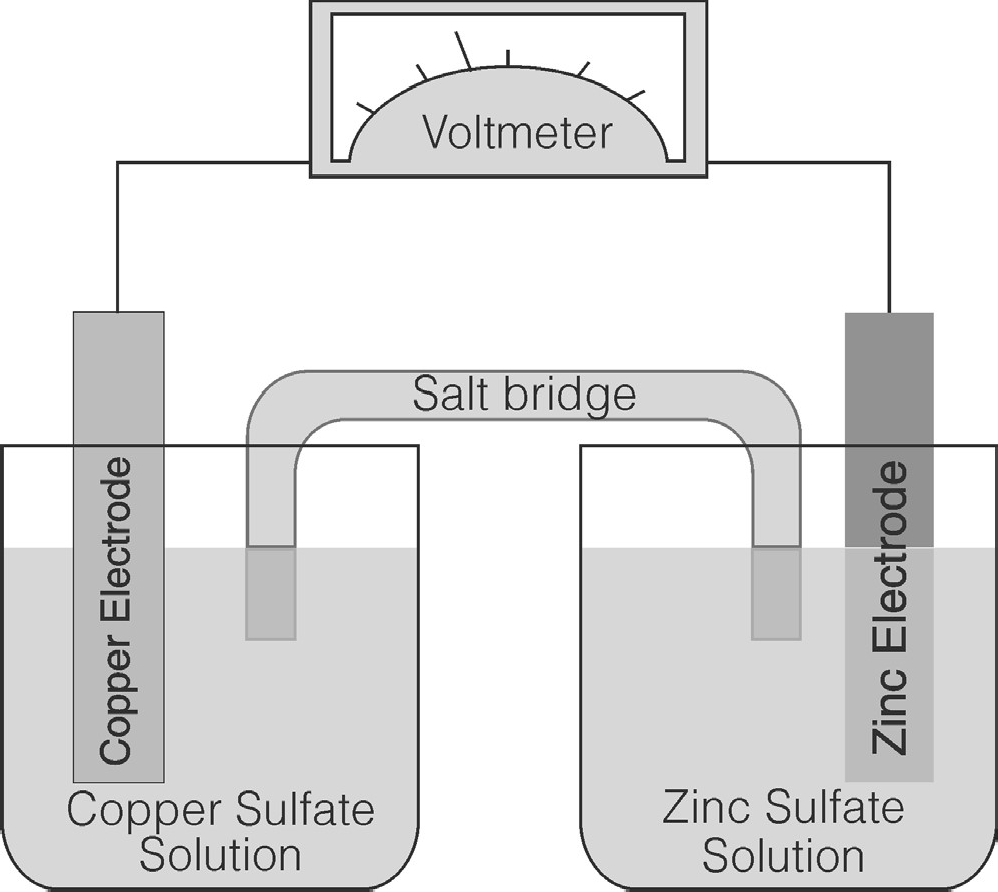 Voltmeter
Salt bridge
Copper Electrode
Zinc Electrode
Copper Sulfate
Solution
Zinc Sulfate
Solution